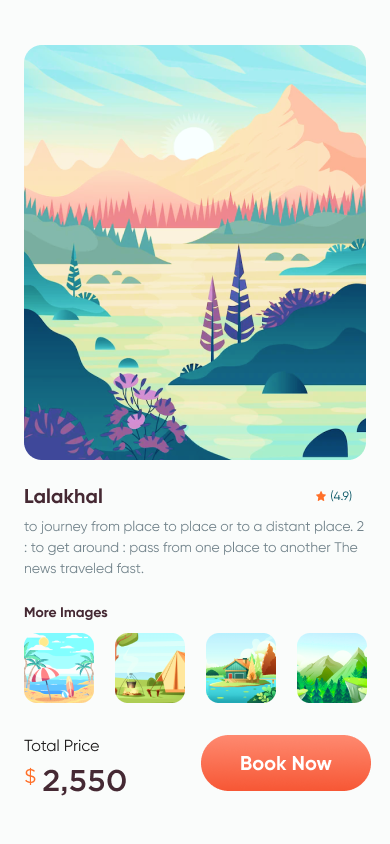 Lalakhal
(4.9)
to journey from place to place or to a distant place. 2
: to get around : pass from one place to another The
news traveled fast.
More Images
Total Price
$ 2,550
Book Now